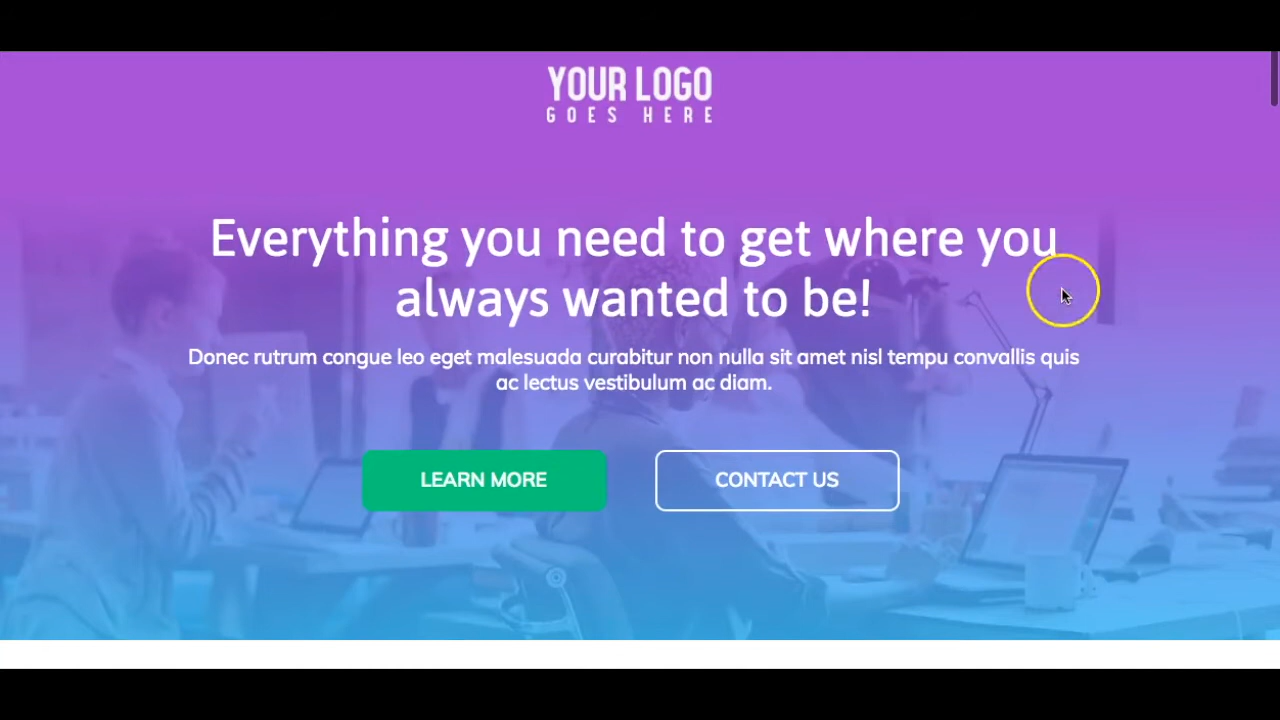 YOUR LOGO
GOES HERE
Everything you need to get where you
always wanted to be!
Donec rutrum congue leo eget malesuada curabitur non nulla sit amet nisl tempu convallis quis
ac lectus vestibulum ac diam.
LEARN MORE
CONTACT US